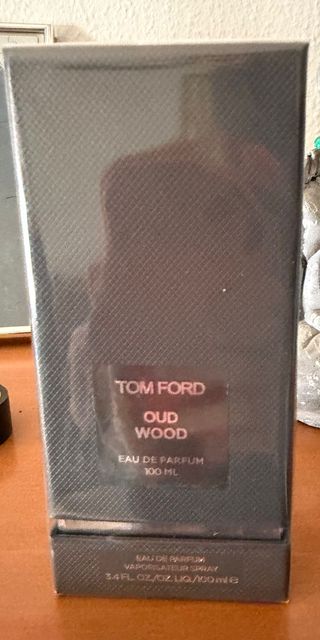 TOM FORD
OUD
WOOD
EAU DE PARFUM
100 ML
EAU DE PARFUM
VAPORISATEUR SPRAY
3.4 FL. OZ./OZ. LIQ./100 ml ℮